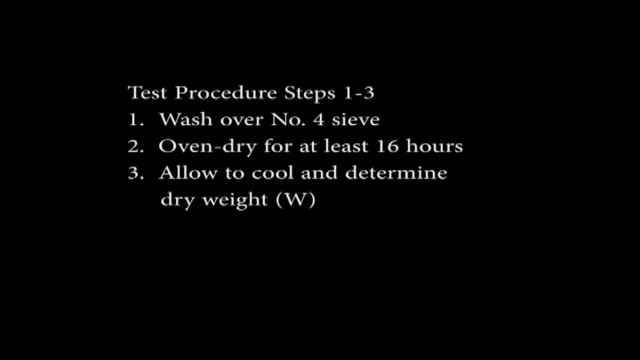 Test Procedure Steps 1-3
1. Wash over No. 4 sieve
2. Oven-dry for at least 16 hours
3. Allow to cool and determine
dry weight (W)